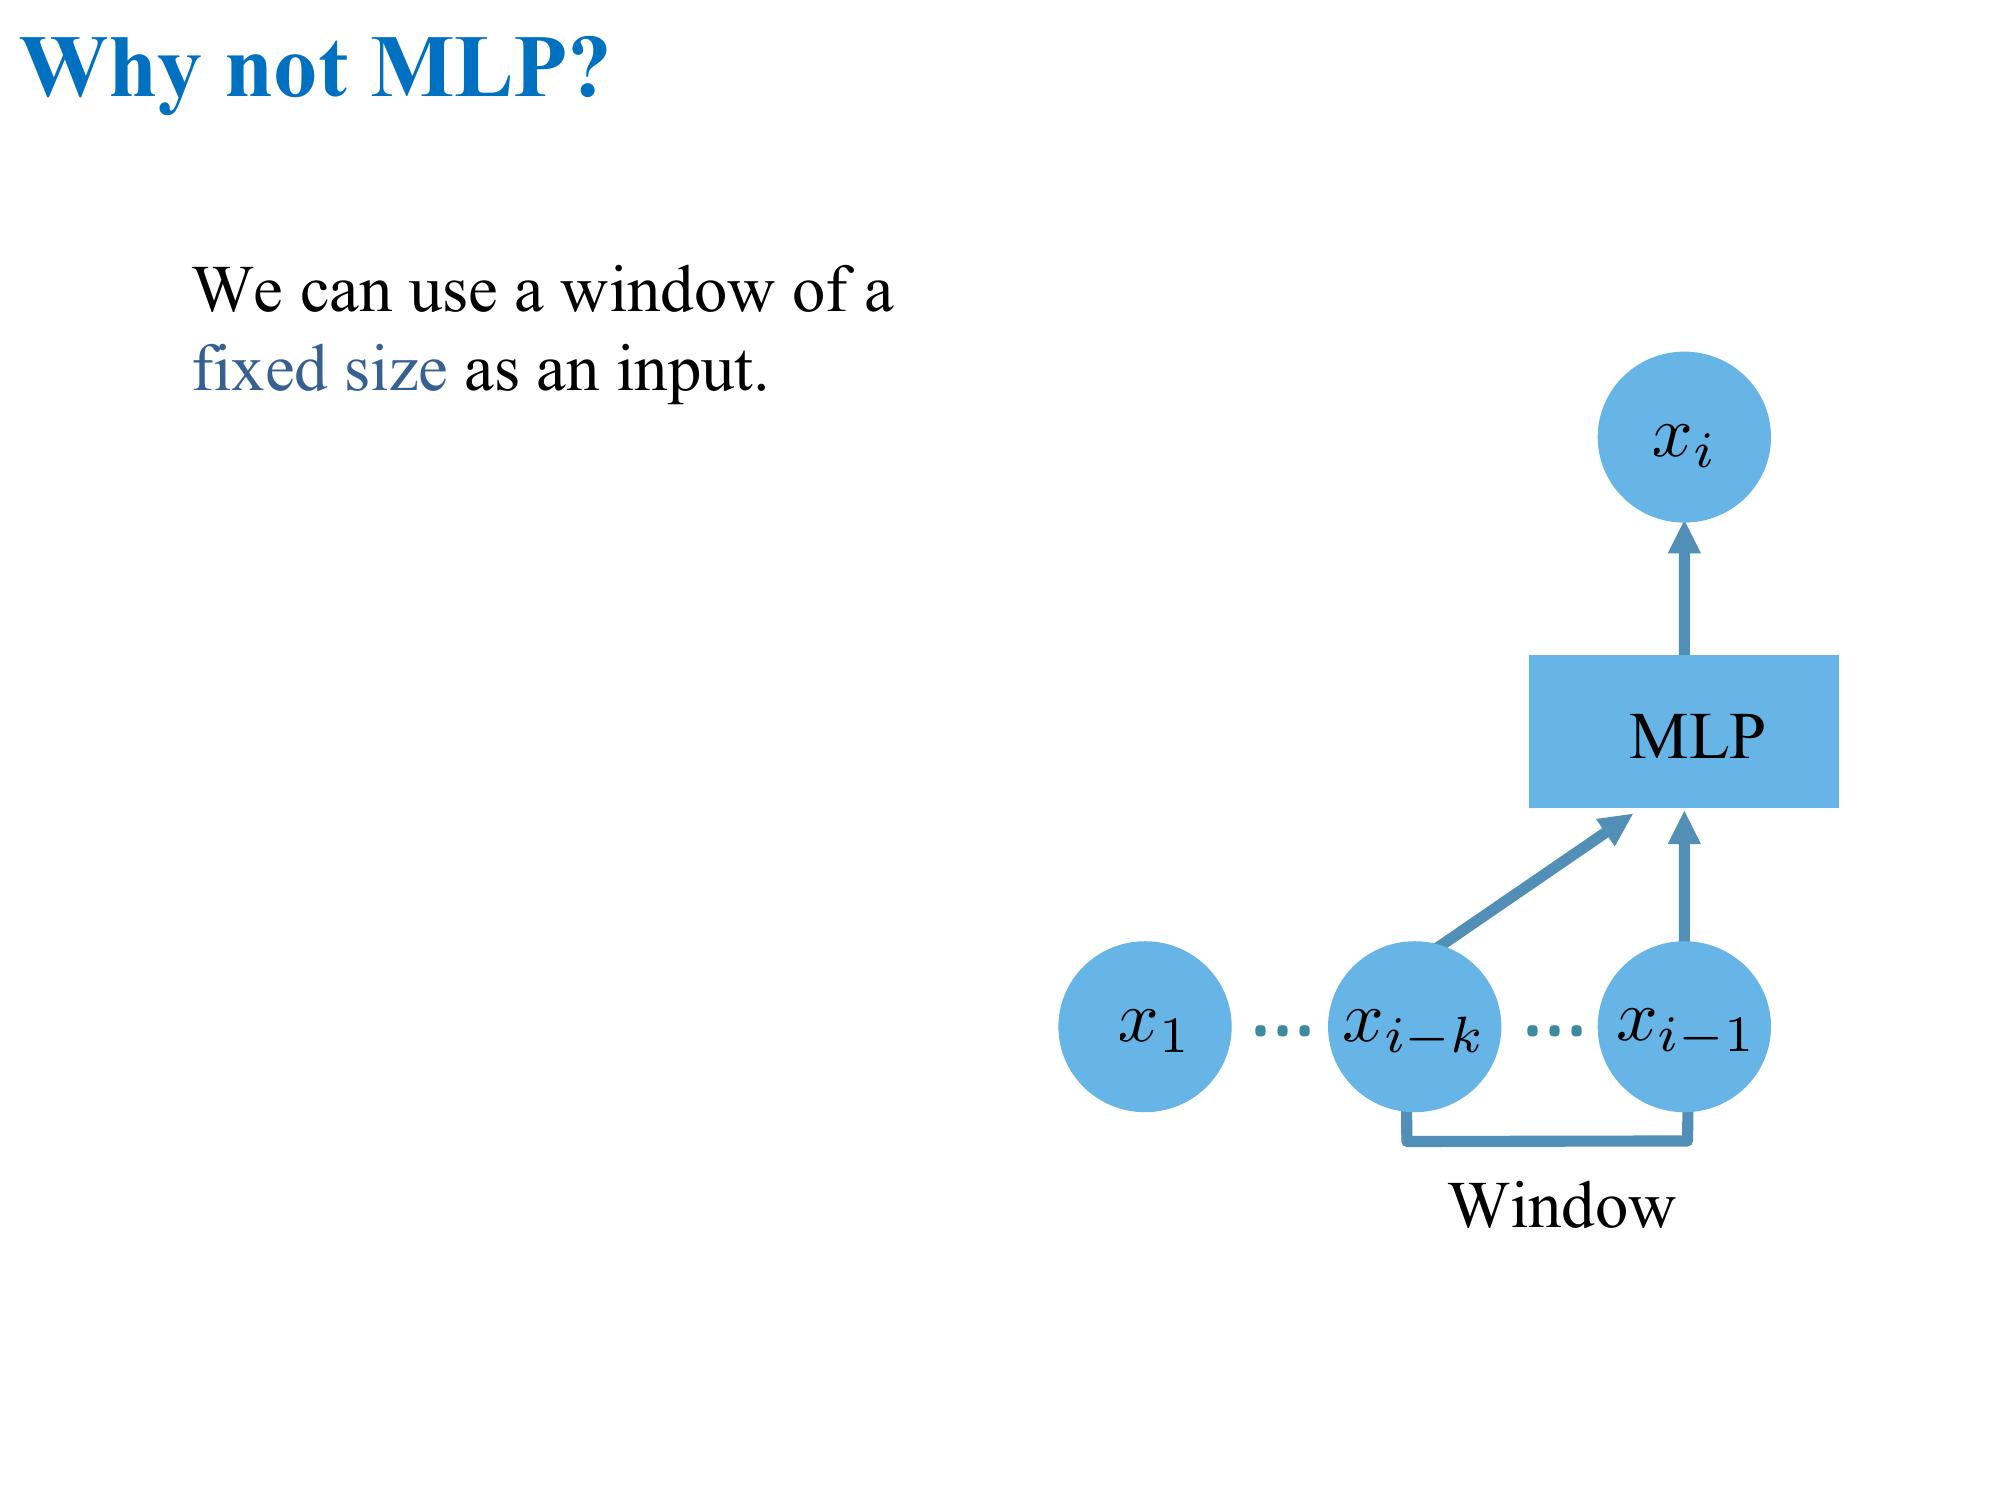 Why not MLP?
We can use a window of a
fixed size as an input.
x_i
MLP
x_1 ... x_{i-k} ... x_{i-1}
Window